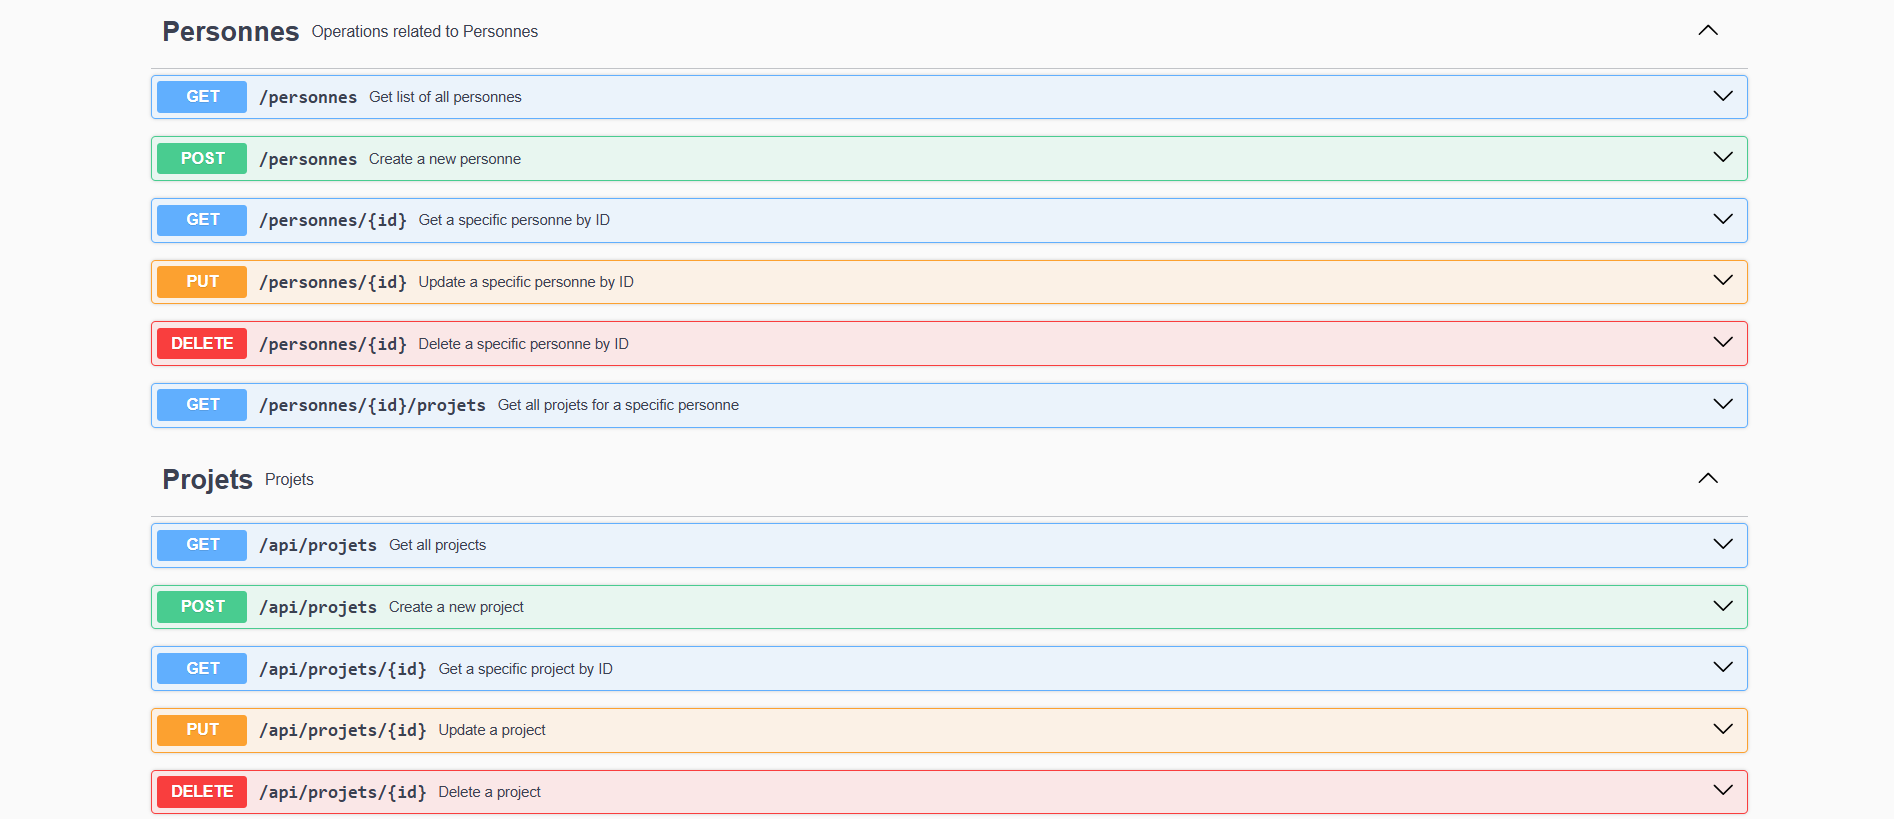 Personnes Operations related to Personnes
GET /personnes Get list of all personnes
POST /personnes Create a new personne
GET /personnes/{id} Get a specific personne by ID
PUT /personnes/{id} Update a specific personne by ID
DELETE /personnes/{id} Delete a specific personne by ID
GET /personnes/{id}/projets Get all projets for a specific personne
Projets Projets
GET /api/projets Get all projects
POST /api/projets Create a new project
GET /api/projets/{id} Get a specific project by ID
PUT /api/projets/{id} Update a project
DELETE /api/projets/{id} Delete a project